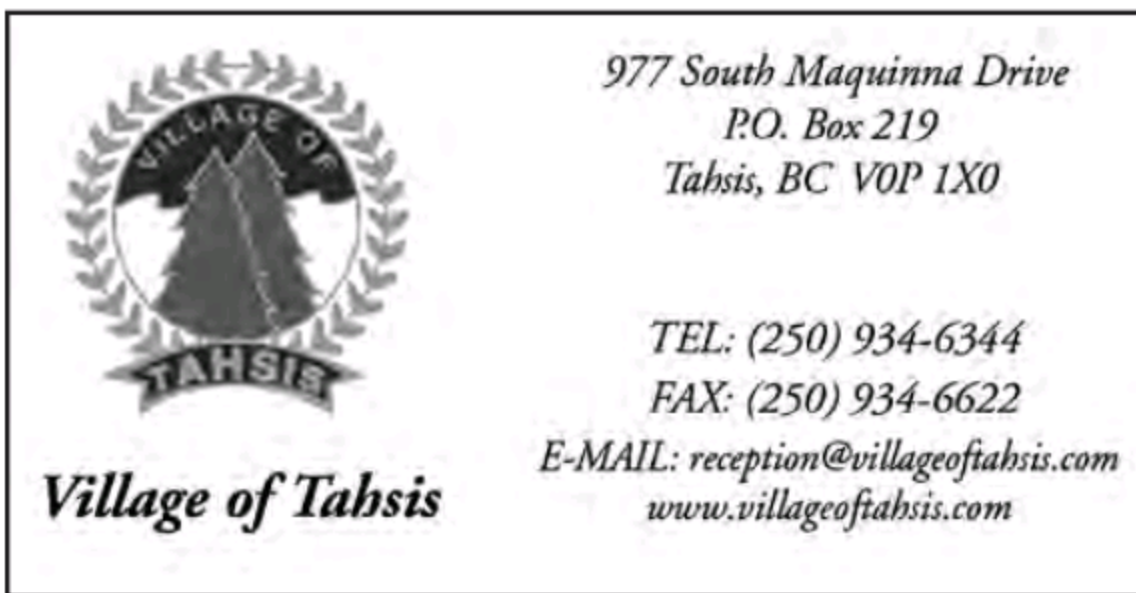 VILLAGE OF
TAHSIS
Village of Tahsis
977 South Maquinna Drive
P.O. Box 219
Tahsis, BC V0P 1X0
TEL: (250) 934-6344
FAX: (250) 934-6622
E-MAIL: reception@villageoftahsis.com
www.villageoftahsis.com